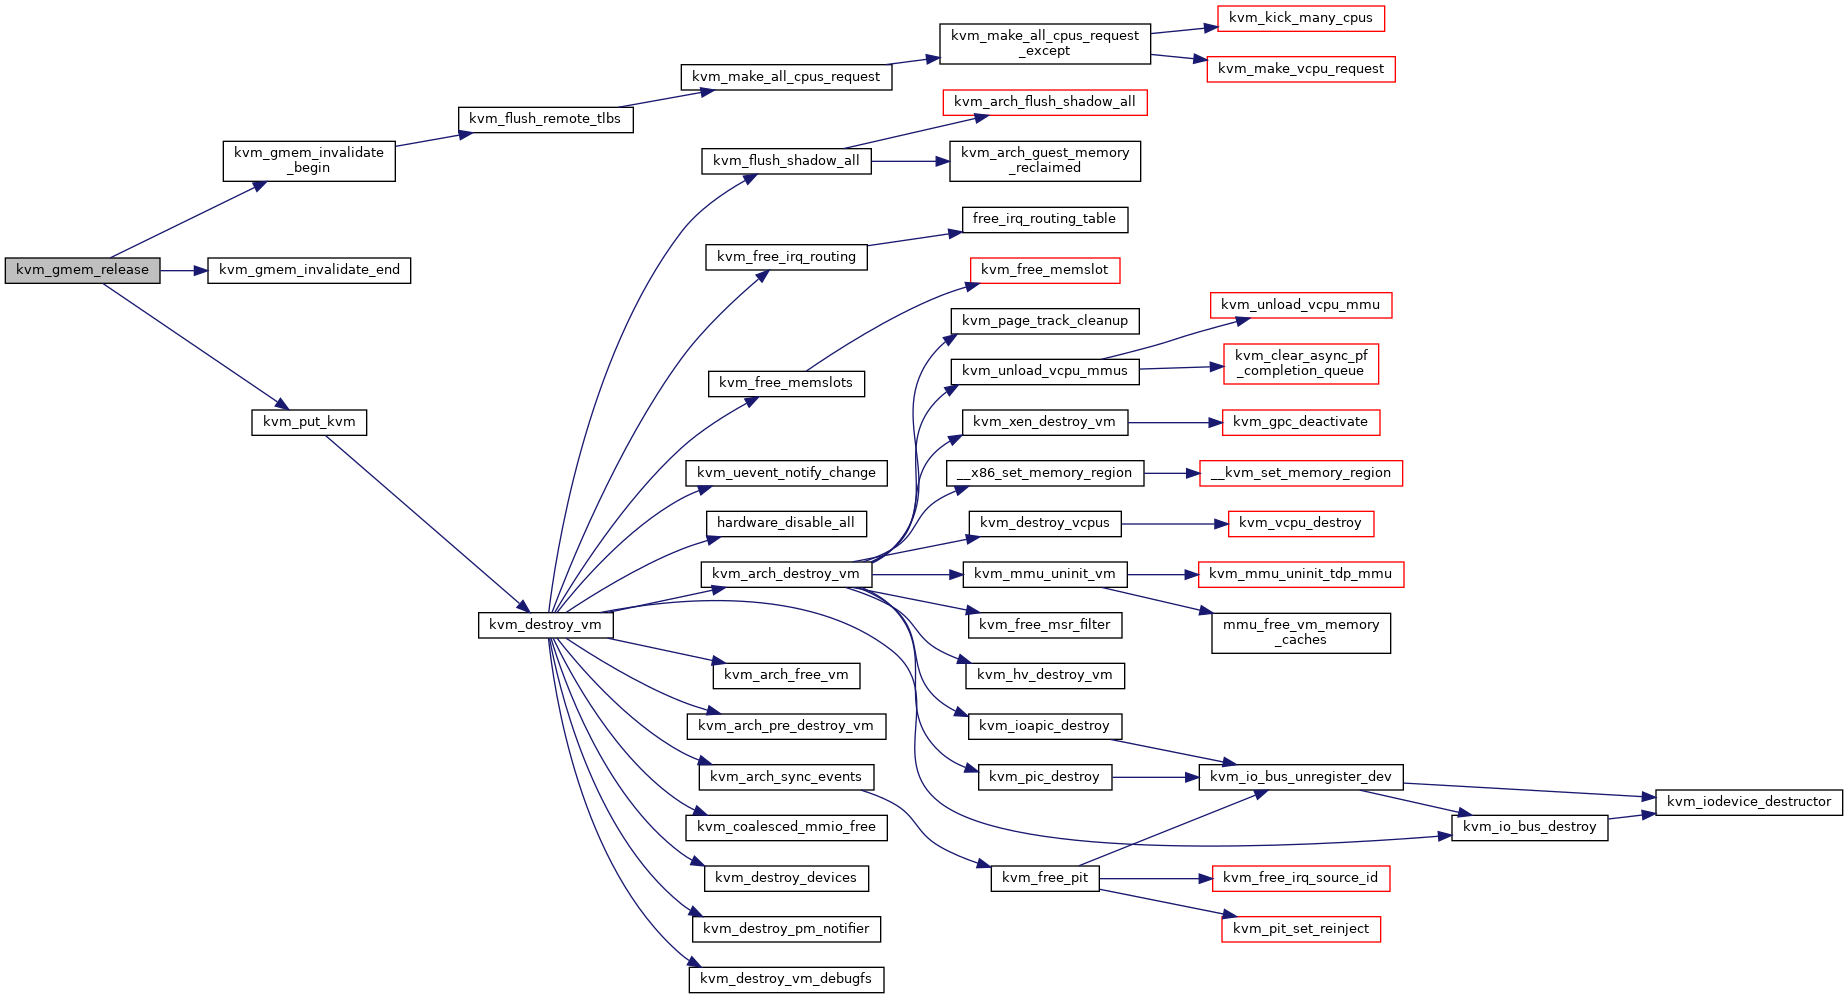 kvm_gmem_release
kvm_gmem_invalidate
_begin
kvm_gmem_invalidate_end
kvm_put_kvm
kvm_flush_remote_tlbs
kvm_make_all_cpus_request
kvm_make_all_cpus_request
_except
kvm_kick_many_cpus
kvm_make_vcpu_request
kvm_destroy_vm
kvm_flush_shadow_all
kvm_arch_flush_shadow_all
kvm_arch_guest_memory
_reclaimed
kvm_free_irq_routing
free_irq_routing_table
kvm_free_memslots
kvm_free_memslot
kvm_uevent_notify_change
hardware_disable_all
kvm_arch_destroy_vm
kvm_page_track_cleanup
kvm_unload_vcpu_mmus
kvm_unload_vcpu_mmu
kvm_clear_async_pf
_completion_queue
kvm_xen_destroy_vm
kvm_gpc_deactivate
__x86_set_memory_region
__kvm_set_memory_region
kvm_destroy_vcpus
kvm_vcpu_destroy
kvm_mmu_uninit_vm
kvm_mmu_uninit_tdp_mmu
mmu_free_vm_memory
_caches
kvm_free_msr_filter
kvm_hv_destroy_vm
kvm_ioapic_destroy
kvm_pic_destroy
kvm_io_bus_unregister_dev
kvm_iodevice_destructor
kvm_io_bus_destroy
kvm_arch_free_vm
kvm_arch_pre_destroy_vm
kvm_arch_sync_events
kvm_free_pit
kvm_free_irq_source_id
kvm_pit_set_reinject
kvm_coalesced_mmio_free
kvm_destroy_devices
kvm_destroy_pm_notifier
kvm_destroy_vm_debugfs